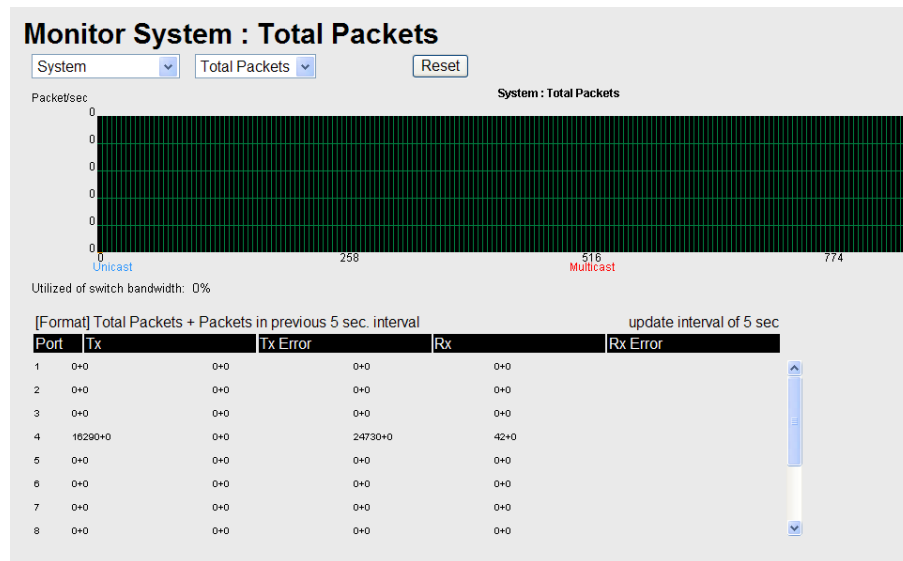 Monitor System : Total Packets
System Total Packets Reset
System : Total Packets
Packet/sec
0
0
0
0
0
0
0 258 516 774
Unicast Multicast
Utilized of switch bandwidth: 0%
[Format] Total Packets + Packets in previous 5 sec. interval update interval of 5 sec
Port Tx Tx Error Rx Rx Error
1 0+0 0+0 0+0 0+0
2 0+0 0+0 0+0 0+0
3 0+0 0+0 0+0 0+0
4 16290+0 0+0 24730+0 42+0
5 0+0 0+0 0+0 0+0
6 0+0 0+0 0+0 0+0
7 0+0 0+0 0+0 0+0
8 0+0 0+0 0+0 0+0